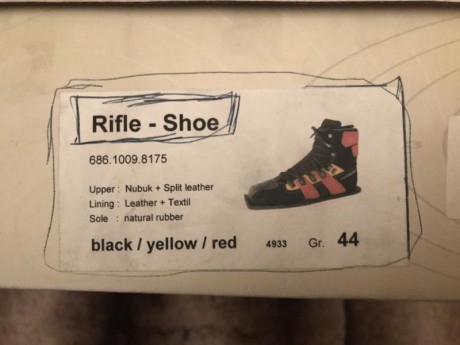 Rifle - Shoe
686.1009.8175
Upper : Nubuk + Split leather
Lining : Leather + Textil
Sole : natural rubber
black / yellow / red 4933 Gr. 44